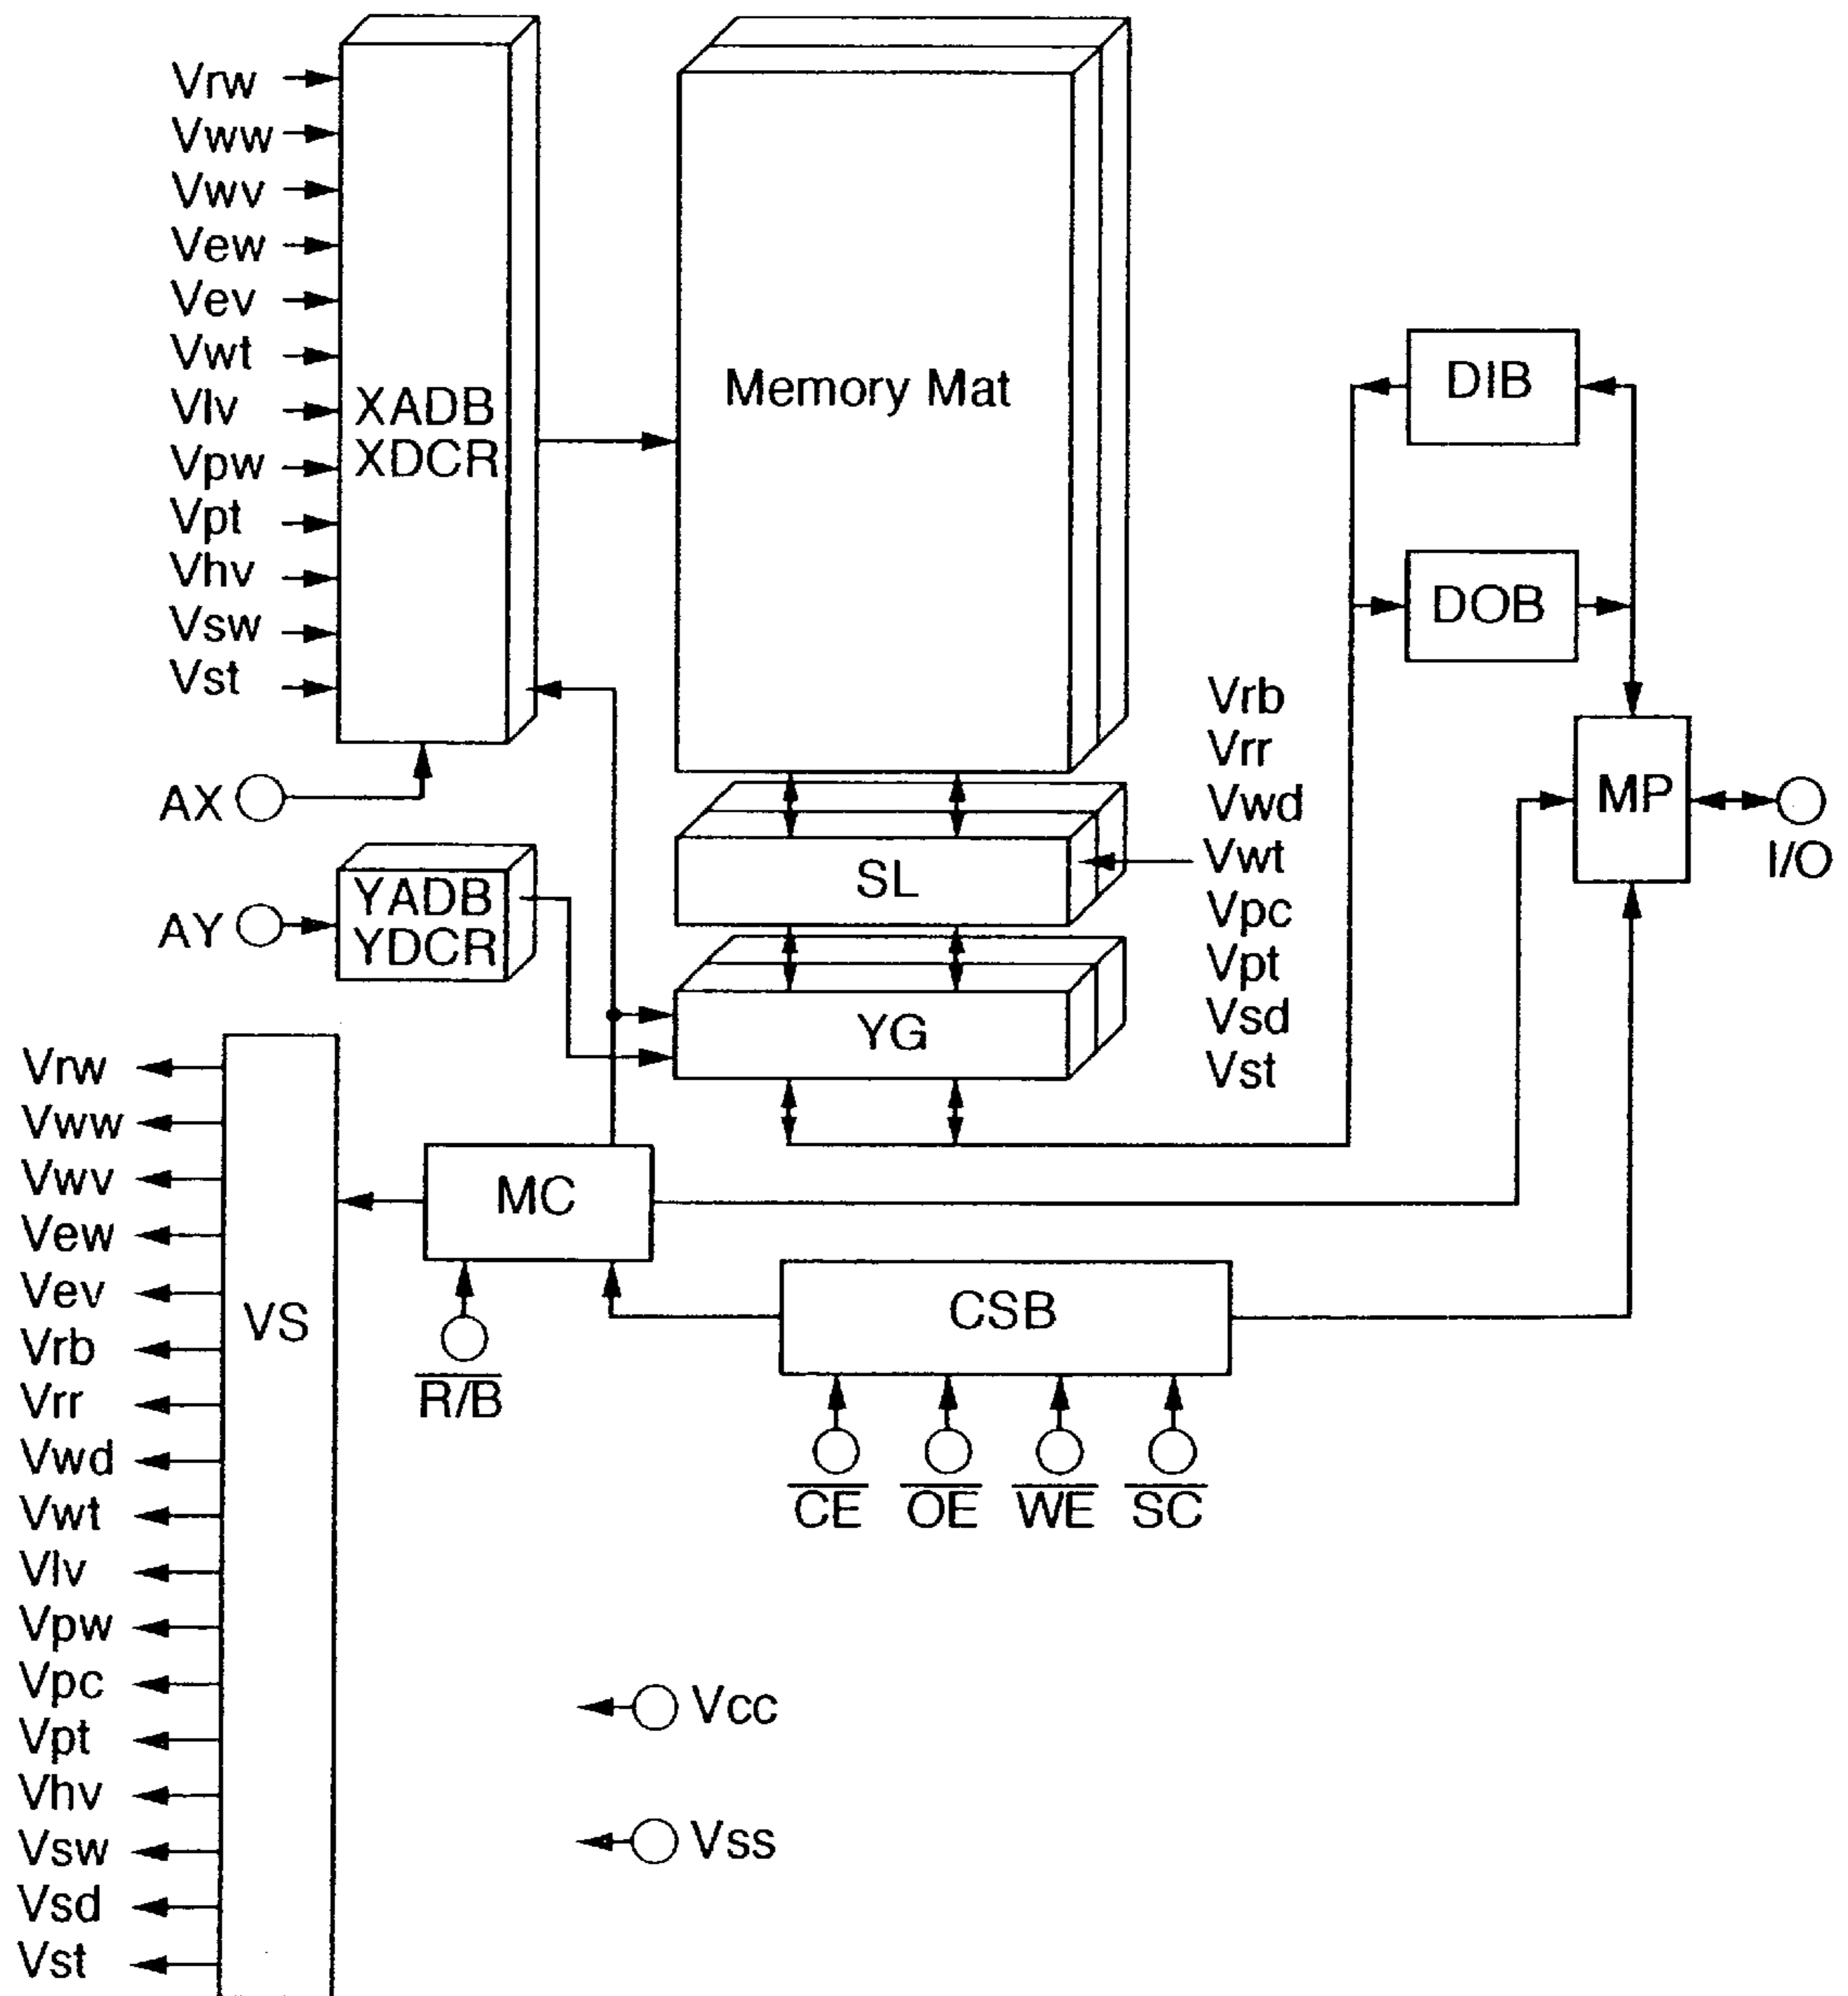 Vrw
Vww
Vwv
Vew
Vev
Vwt
Vlv
Vpw
Vpt
Vhv
Vsw
Vst
XADB
XDCR
Memory Mat
DIB
DOB
MP
I/O
AX
AY
YADB
YDCR
SL
YG
Vrb
Vrr
Vwd
Vwt
Vpc
Vpt
Vsd
Vst
MC
R/B
CSB
CE
OE
WE
SC
VS
Vrw
Vww
Vwv
Vew
Vev
Vrb
Vrr
Vwd
Vwt
Vlv
Vpw
Vpc
Vpt
Vhv
Vsw
Vsd
Vst
Vcc
Vss